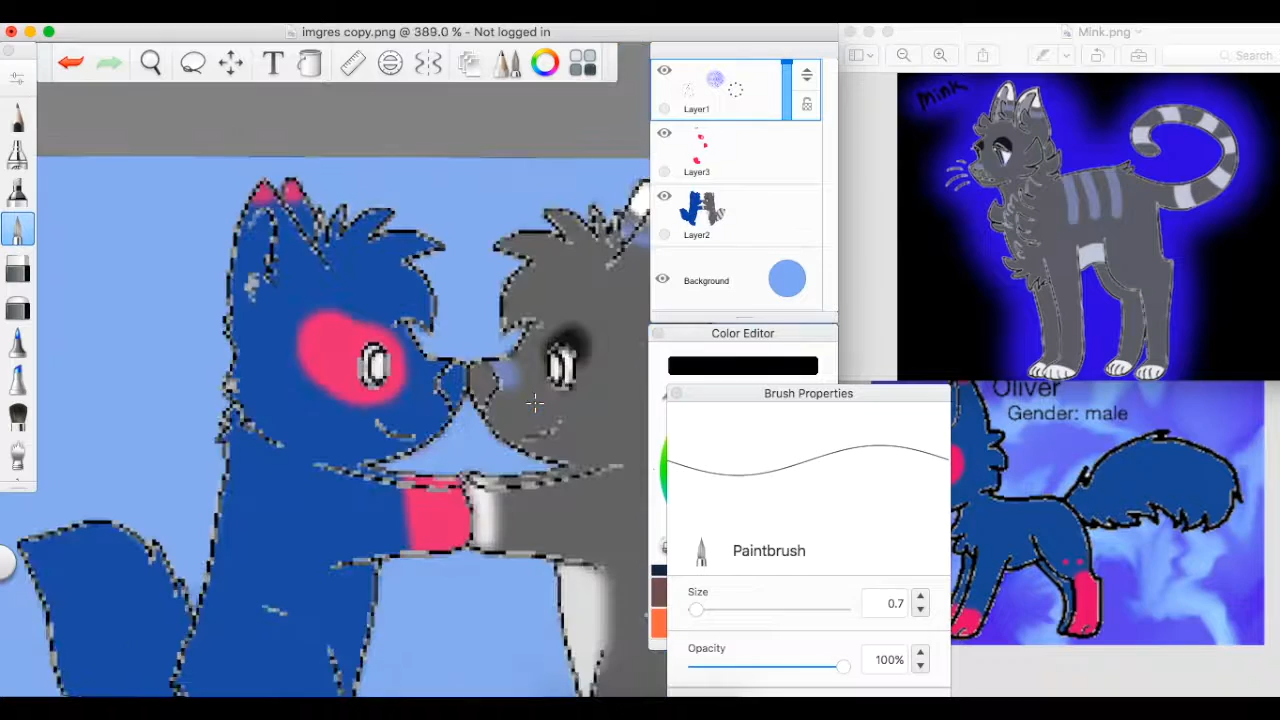 imgres copy.png @ 389.0 % - Not logged in
Mink.png
Search
T
mink
Layer1
Layer3
Layer2
Background
Color Editor
Brush Properties
Oliver
Gender: male
Paintbrush
Size
0.7
Opacity
100%